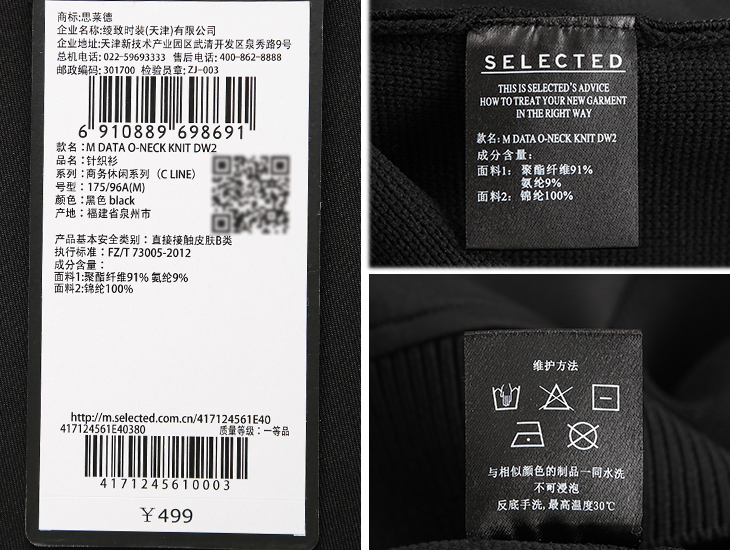 商标:思莱德
企业名称:绫致时装(天津)有限公司
企业地址:天津新技术产业园区武清开发区泉秀路9号
总机电话:022-59693333 售后电话:400-862-8888
邮政编码:301700 检验员章:ZJ-003
6 910889 698691
款名:M DATA O-NECK KNIT DW2
品名:针织衫
系列:商务休闲系列(C LINE)
号型:175/96A(M)
颜色:黑色 black
产地:福建省泉州市
产品基本安全类别:直接接触皮肤B类
执行标准:FZ/T 73005-2012
成分含量:
面料1:聚酯纤维91% 氨纶9%
面料2:锦纶100%
http://m.selected.com.cn/417124561E40
417124561E40380 质量等级:一等品
4171245610003
￥499
SELECTED
THIS IS SELECTED'S ADVICE
HOW TO TREAT YOUR NEW GARMENT
IN THE RIGHT WAY
款名:M DATA O-NECK KNIT DW2
成分含量:
面料1:聚酯纤维91%
氨纶9%
面料2:锦纶100%
维护方法
与相似颜色的制品一同水洗
不可浸泡
反底手洗,最高温度30℃